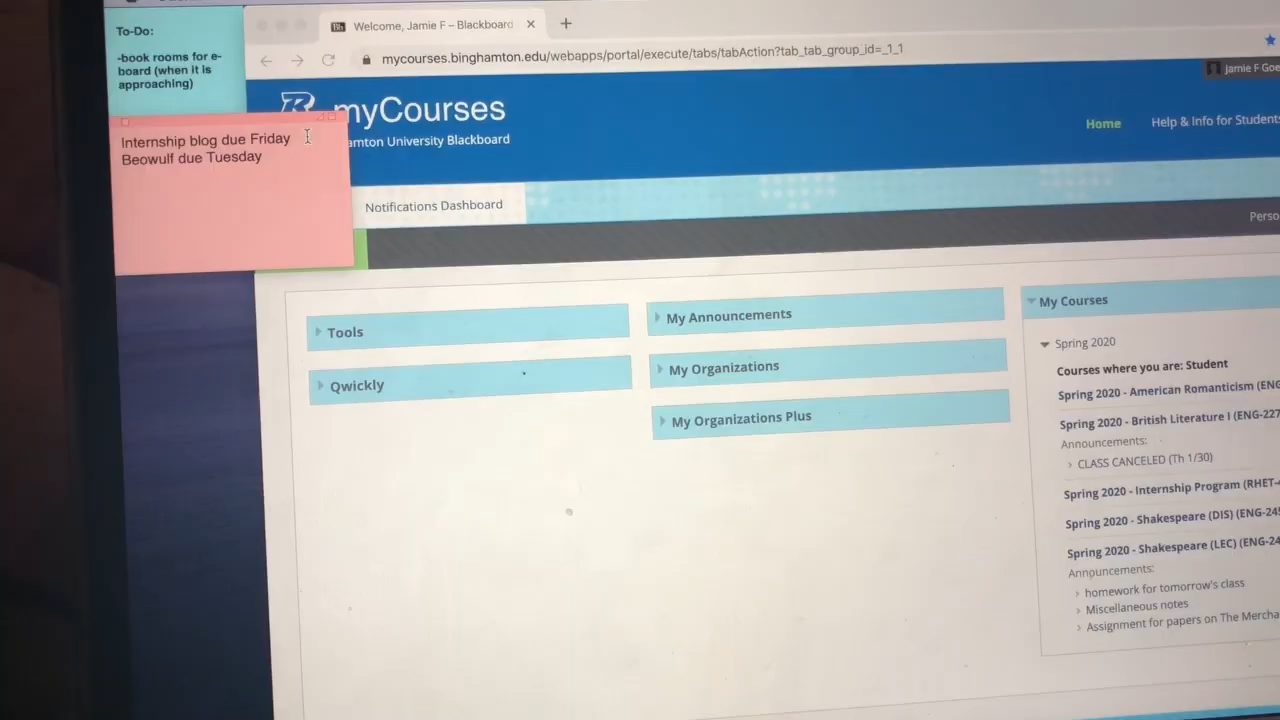 To-Do:
-book rooms for e-
board (when it is
approaching)
Internship blog due Friday
Beowulf due Tuesday
Welcome, Jamie F – Blackboard
mycourses.binghamton.edu/webapps/portal/execute/tabs/tabAction?tab_tab_group_id=_1_1
Jamie F Goe
myCourses
amton University Blackboard
Home
Help & Info for Students
Notifications Dashboard
Perso
Tools
Qwickly
My Announcements
My Organizations
My Organizations Plus
My Courses
Spring 2020
Courses where you are: Student
Spring 2020 - American Romanticism (ENG
Spring 2020 - British Literature I (ENG-227
Announcements:
CLASS CANCELED (Th 1/30)
Spring 2020 - Internship Program (RHET-
Spring 2020 - Shakespeare (DIS) (ENG-245
Spring 2020 - Shakespeare (LEC) (ENG-24
Announcements:
homework for tomorrow's class
Miscellaneous notes
Assignment for papers on The Mercha